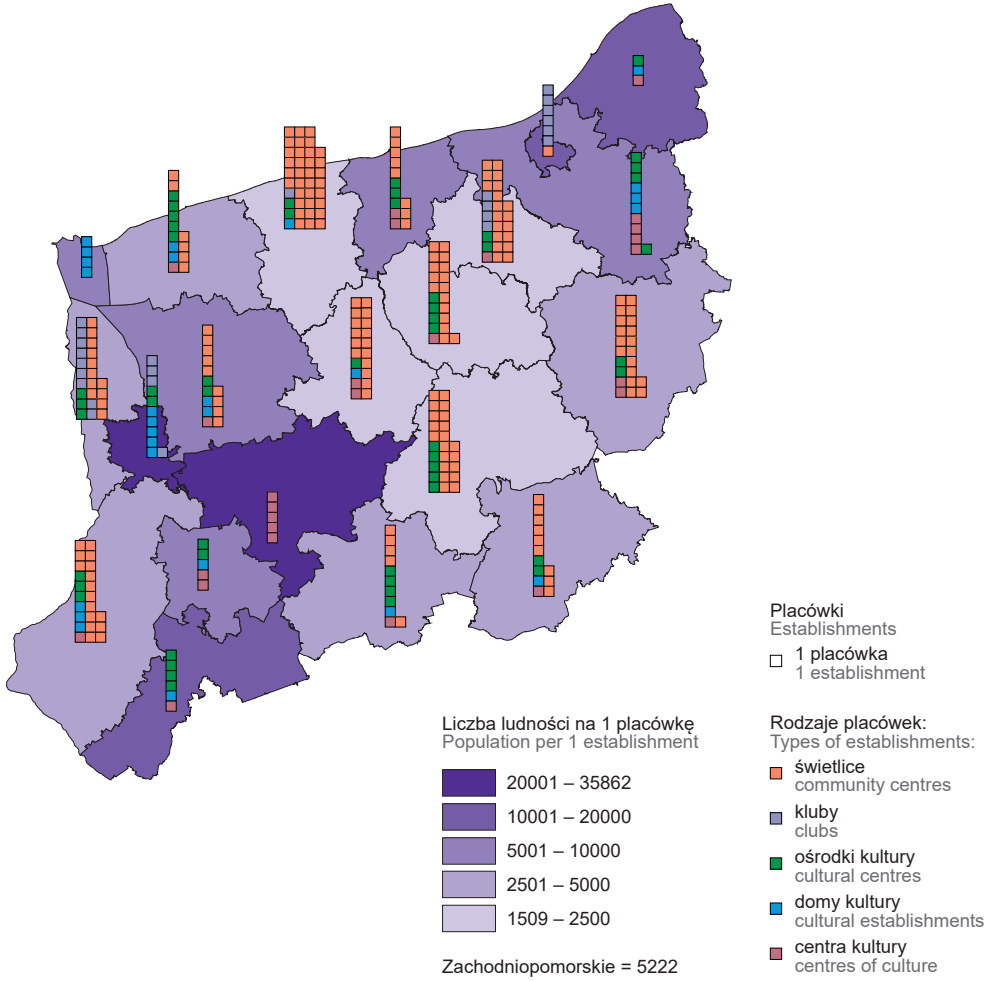 Placówki
Establishments
1 placówka
1 establishment
Liczba ludności na 1 placówkę
Population per 1 establishment
20001 – 35862
10001 – 20000
5001 – 10000
2501 – 5000
1509 – 2500
Zachodniopomorskie = 5222
Rodzaje placówek:
Types of establishments:
świetlice
community centres
kluby
clubs
ośrodki kultury
cultural centres
domy kultury
cultural establishments
centra kultury
centres of culture